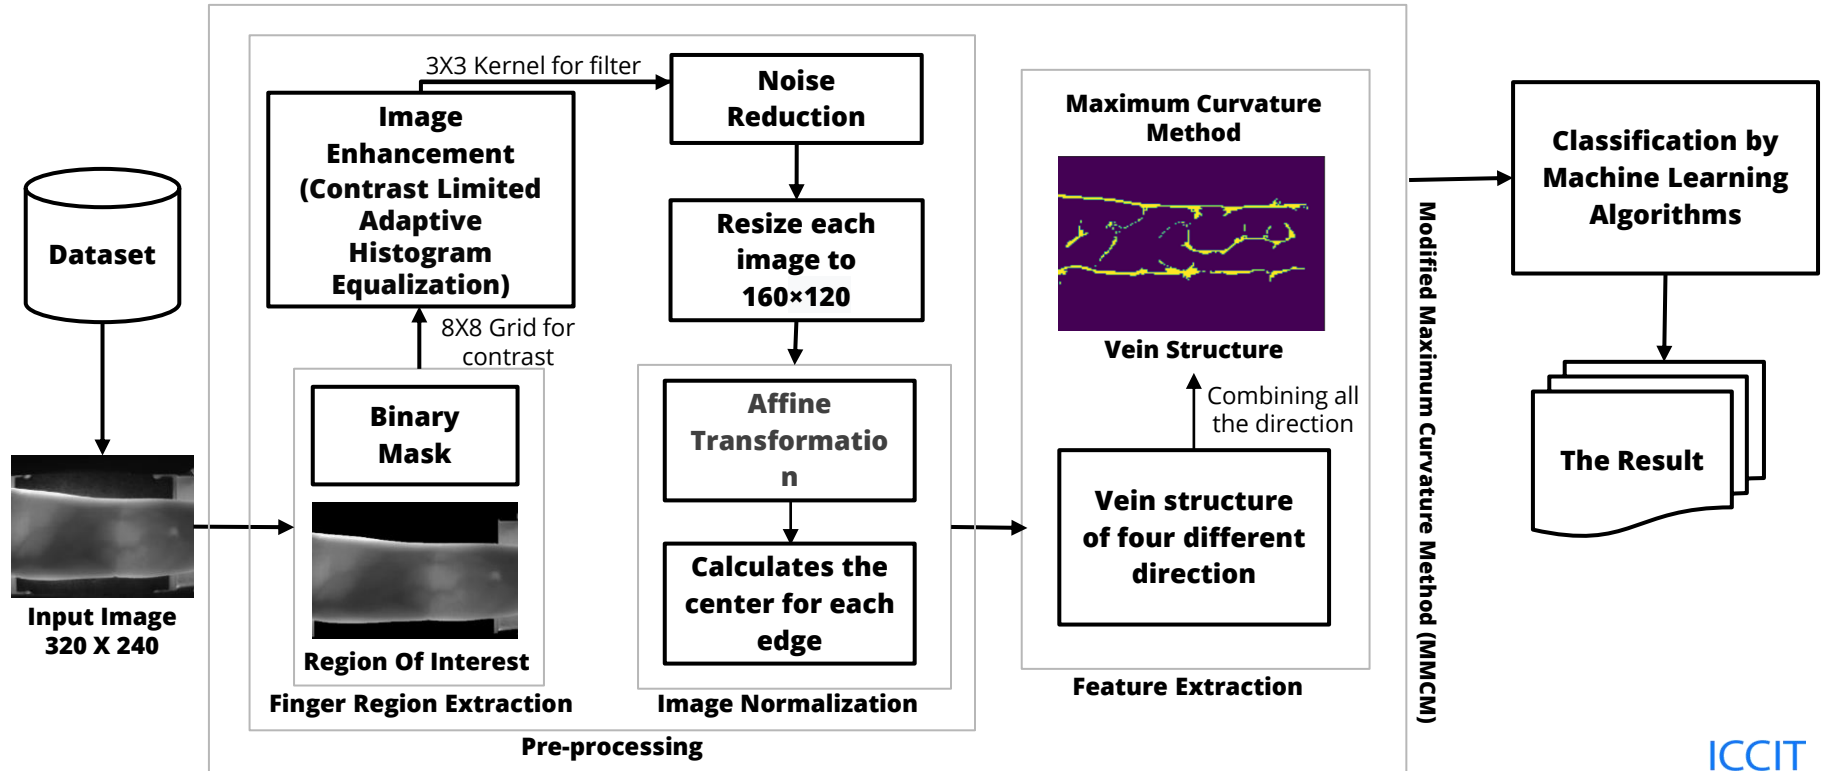 Dataset
Input Image
320 X 240
3X3 Kernel for filter
Image
Enhancement
(Contrast Limited
Adaptive
Histogram
Equalization)
8X8 Grid for
contrast
Binary
Mask
Region Of Interest
Finger Region Extraction
Noise
Reduction
Resize each
image to
160×120
Affine
Transformatio
n
Calculates the
center for each
edge
Image Normalization
Pre-processing
Maximum Curvature
Method
Vein Structure
Combining all
the direction
Vein structure
of four different
direction
Feature Extraction
Modified Maximum Curvature Method (MMCM)
Classification by
Machine Learning
Algorithms
The Result
ICCIT